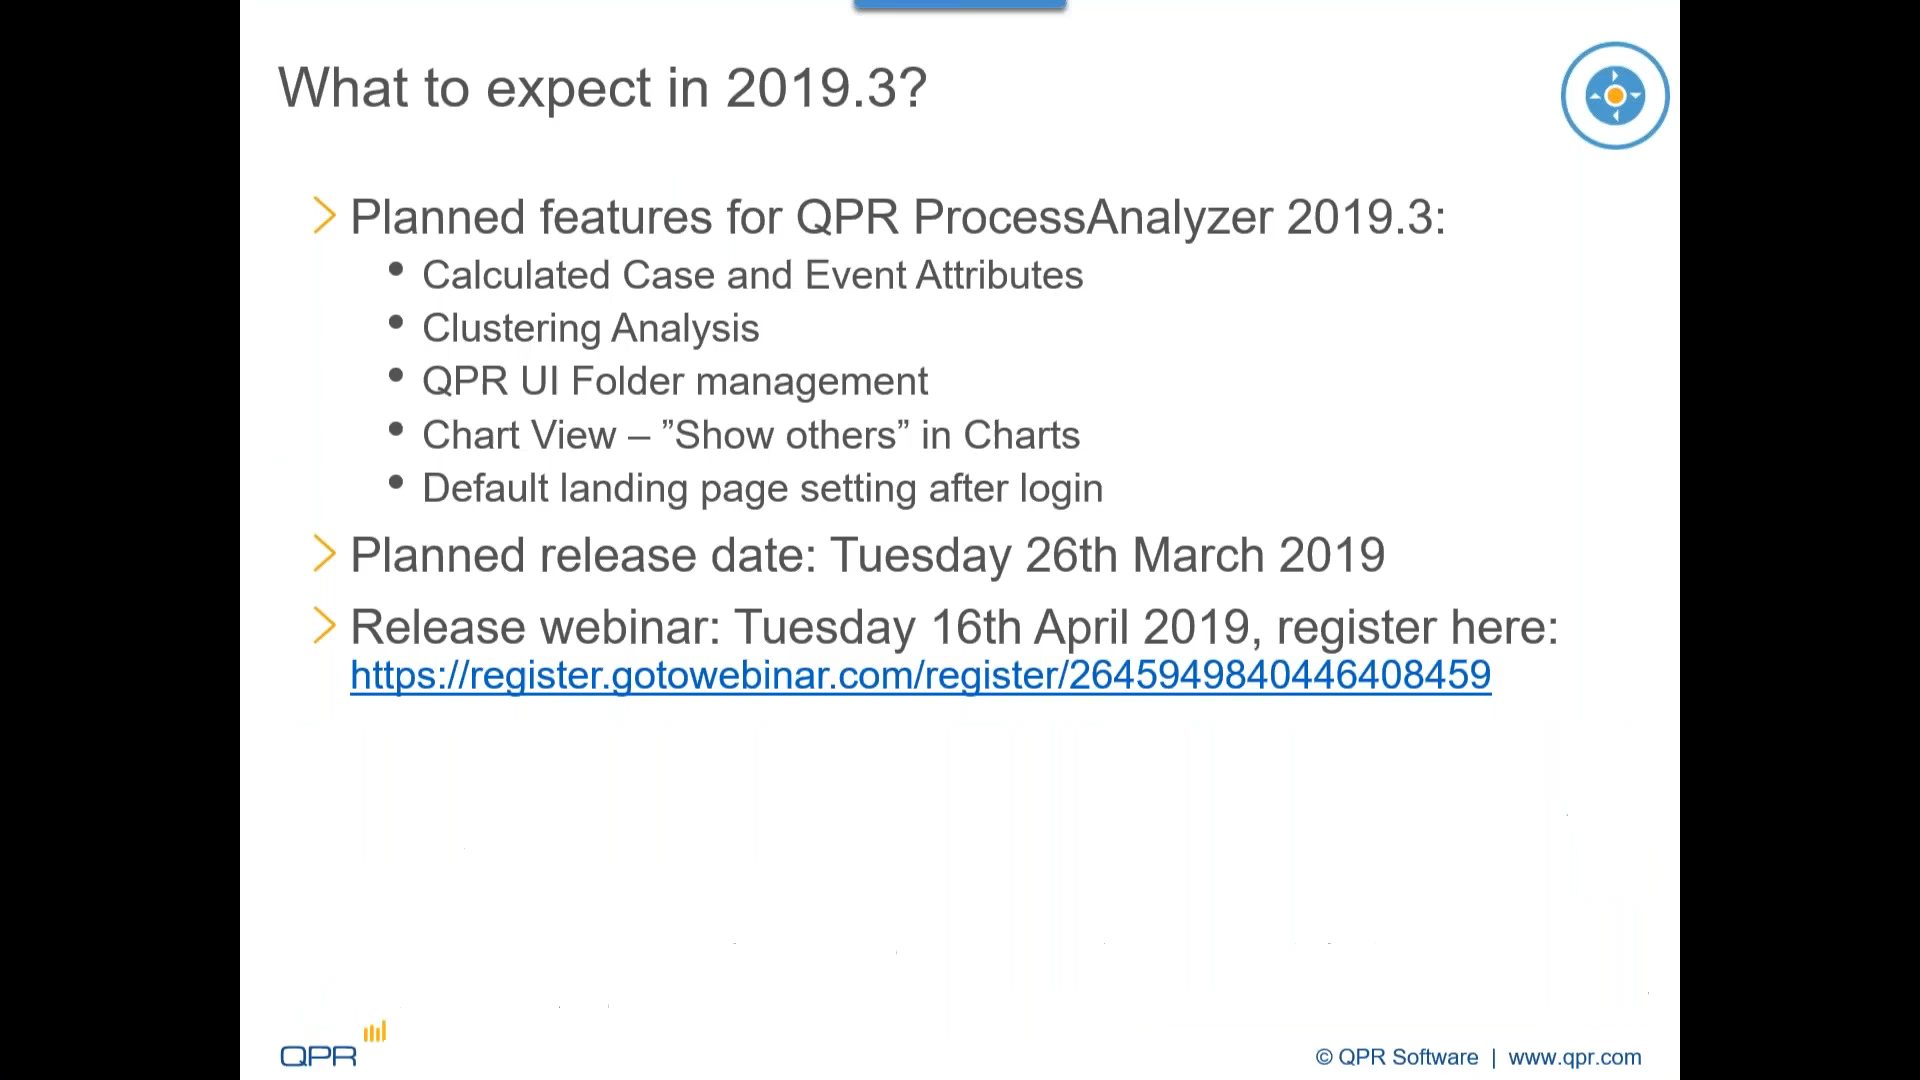 What to expect in 2019.3?
Planned features for QPR ProcessAnalyzer 2019.3:
• Calculated Case and Event Attributes
• Clustering Analysis
• QPR UI Folder management
• Chart View – ”Show others” in Charts
• Default landing page setting after login
Planned release date: Tuesday 26th March 2019
Release webinar: Tuesday 16th April 2019, register here:
https://register.gotowebinar.com/register/2645949840446408459
QPR
© QPR Software | www.qpr.com